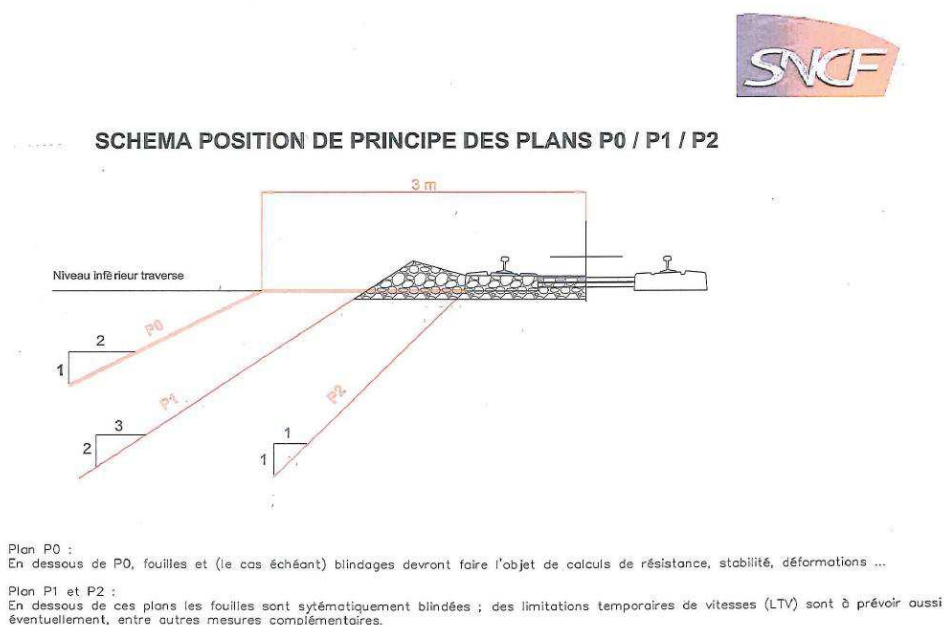 SNCF
SCHEMA POSITION DE PRINCIPE DES PLANS P0 / P1 / P2
3 m
Niveau inférieur traverse
P0
2
1
P1
3
2
P2
1
1
Plan P0 :
En dessous de P0, fouilles et (le cas échéant) blindages devront faire l'objet de calculs de résistance, stabilité, déformations ...
Plan P1 et P2 :
En dessous de ces plans les fouilles sont sytématiquement blindées ; des limitations temporaires de vitesses (LTV) sont à prévoir aussi
éventuellement, entre autres mesures complémentaires.